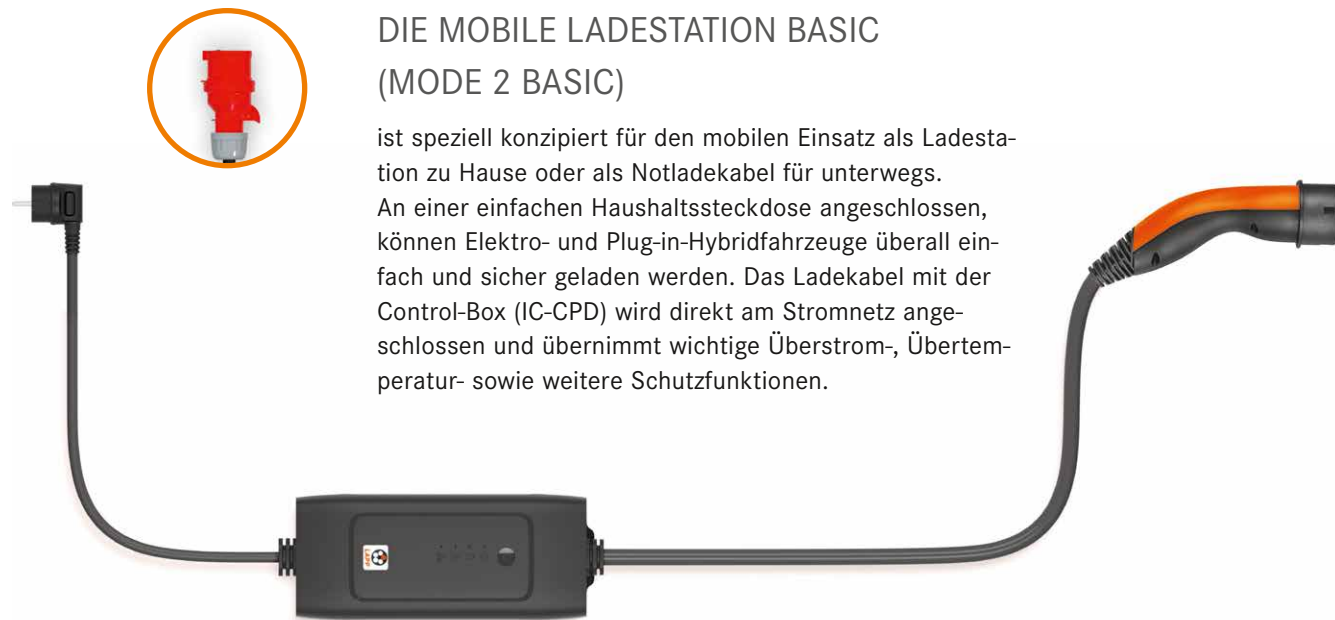 DIE MOBILE LADESTATION BASIC
(MODE 2 BASIC)
ist speziell konzipiert für den mobilen Einsatz als Ladesta-
tion zu Hause oder als Notladekabel für unterwegs.
An einer einfachen Haushaltssteckdose angeschlossen,
können Elektro- und Plug-in-Hybridfahrzeuge überall ein-
fach und sicher geladen werden. Das Ladekabel mit der
Control-Box (IC-CPD) wird direkt am Stromnetz ange-
schlossen und übernimmt wichtige Überstrom-, Übertem-
peratur- sowie weitere Schutzfunktionen.
LAPP